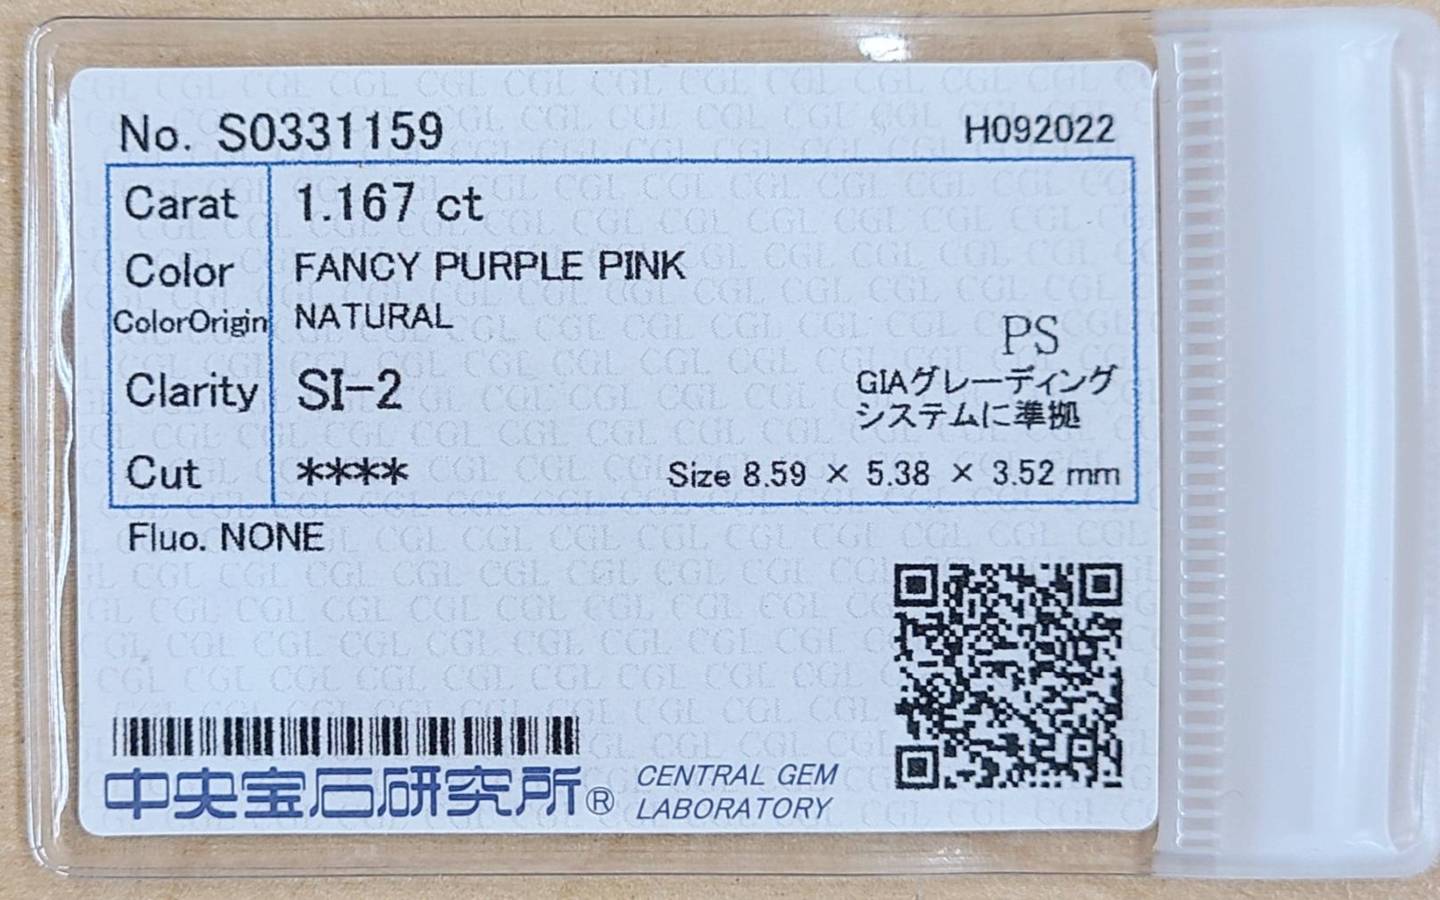 No. S0331159 H092022
Carat 1.167 ct
Color FANCY PURPLE PINK
ColorOrigin NATURAL
PS
Clarity SI-2
GIAグレーディング
システムに準拠
Cut **** Size 8.59 × 5.38 × 3.52 mm
Fluo. NONE
中央宝石研究所® CENTRAL GEM
LABORATORY